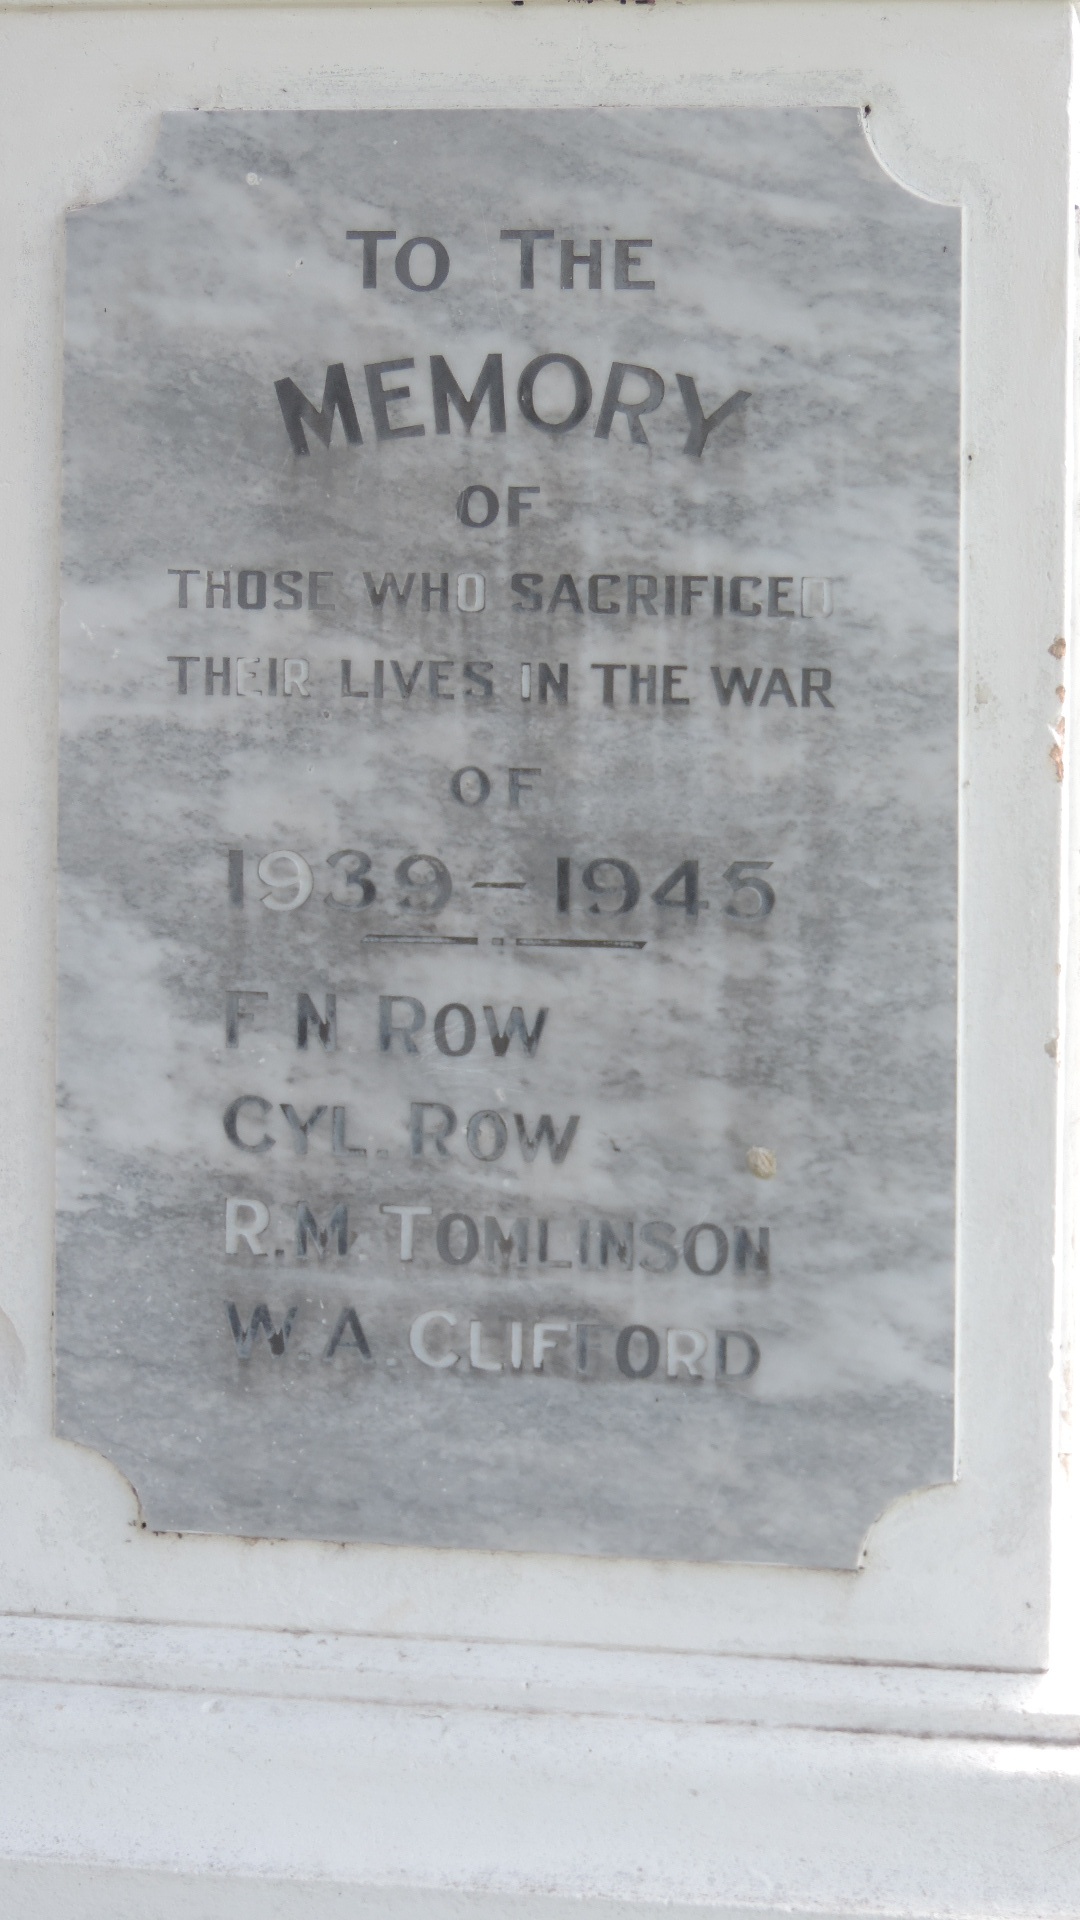 TO THE
MEMORY
OF
THOSE WHO SACRIFICED
THEIR LIVES IN THE WAR
OF
1939-1945
F N ROW
CYL. ROW
R.M. TOMLINSON
W.A. CLIFFORD